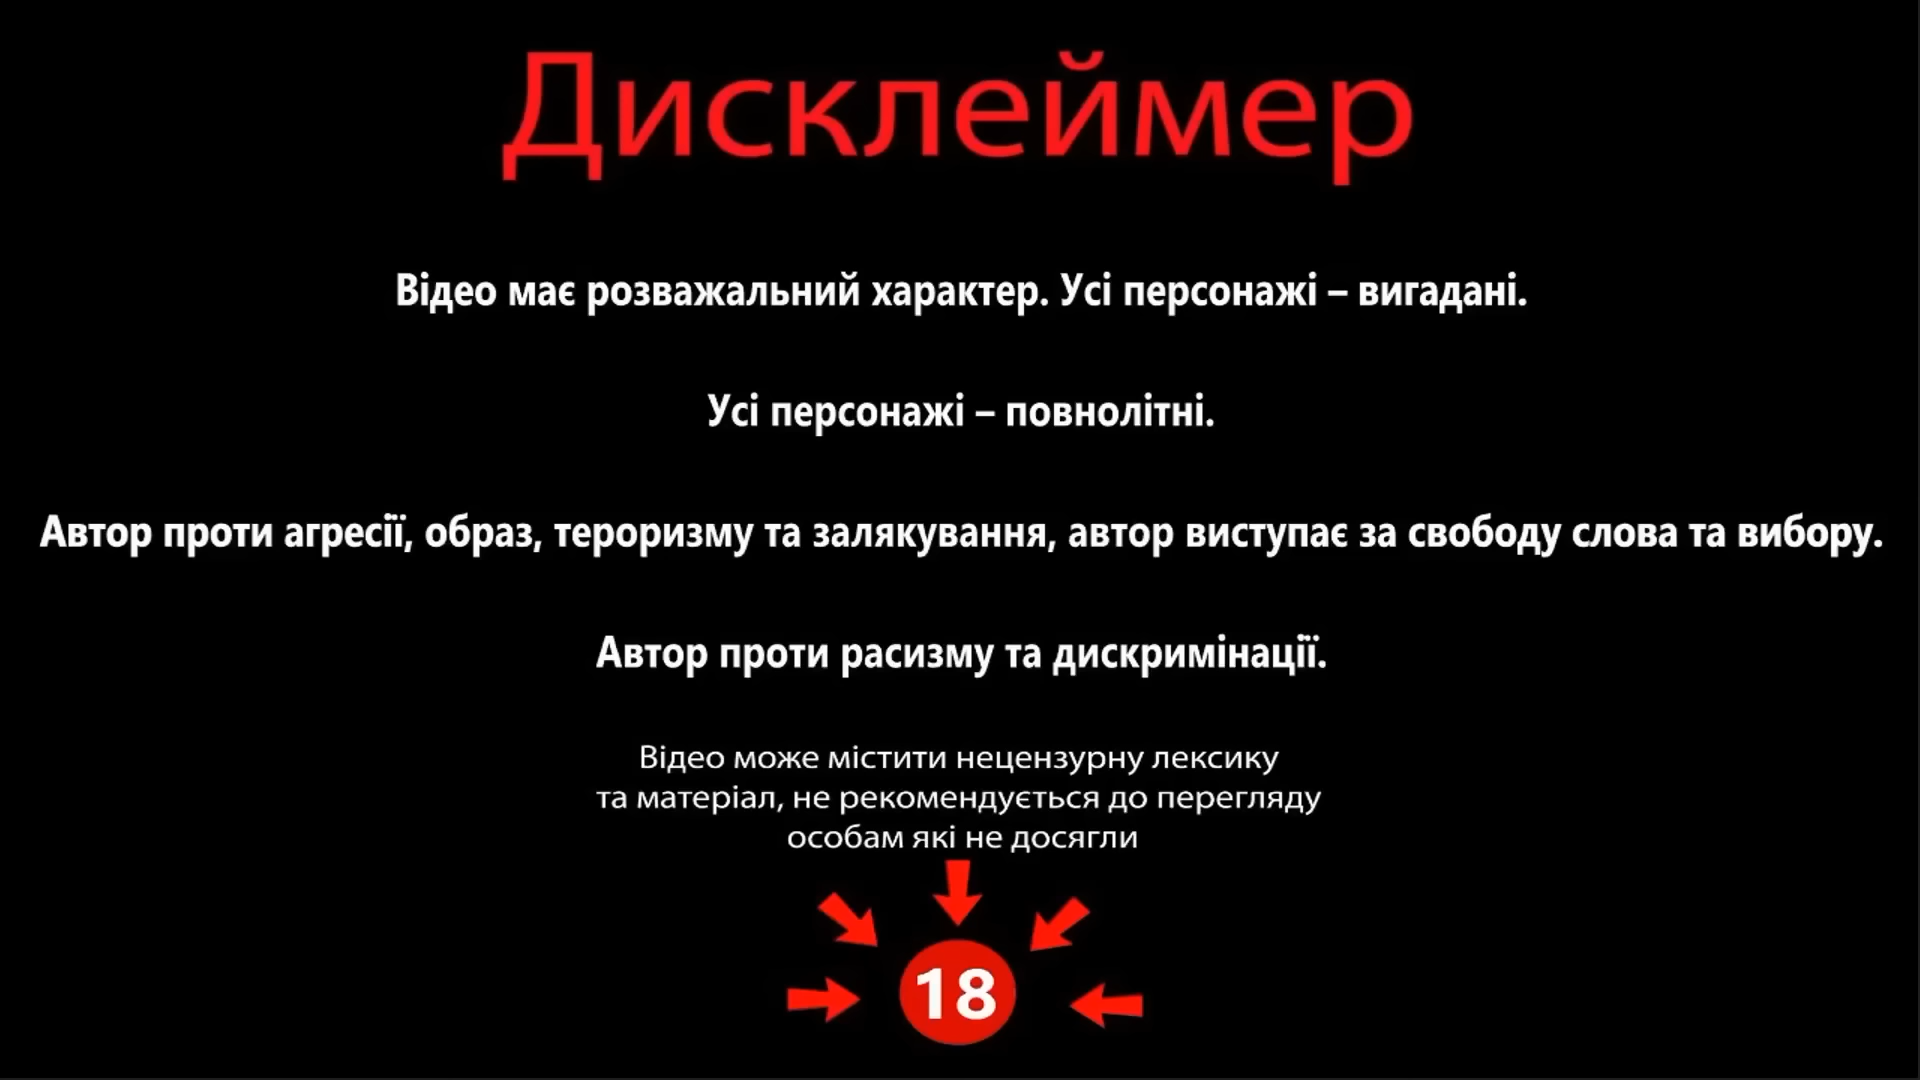 Дисклеймер
Відео має розважальний характер. Усі персонажі – вигадані.
Усі персонажі – повнолітні.
Автор проти агресії, образ, тероризму та залякування, автор виступає за свободу слова та вибору.
Автор проти расизму та дискримінації.
Відео може містити нецензурну лексику
та матеріал, не рекомендується до перегляду
особам які не досягли
18